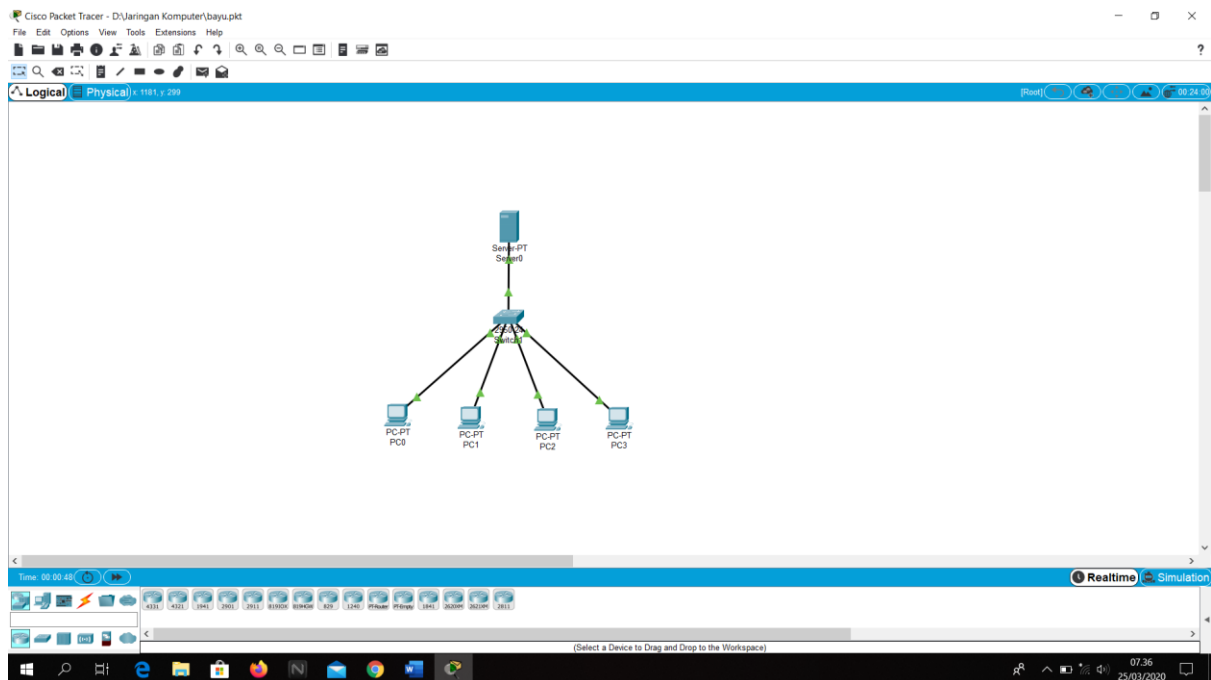 Cisco Packet Tracer - D:\Jaringan Komputer\bayu.pkt
File Edit Options View Tools Extensions Help
?
Logical Physical x: 1181, y: 299 [Root] 00:24:00
Server-PT
Server0
2950-24
PC-PT
PC0
PC-PT
PC1
PC-PT
PC2
PC-PT
PC3
Time: 00:00:48 Realtime Simulation
4331 4321 1941 2901 2911 819IOX 819HGW 829 1240 PT-Router PT-Empty 1841 2620XM 2621XM 2811
(Select a Device to Drag and Drop to the Workspace)
07.36
25/03/2020